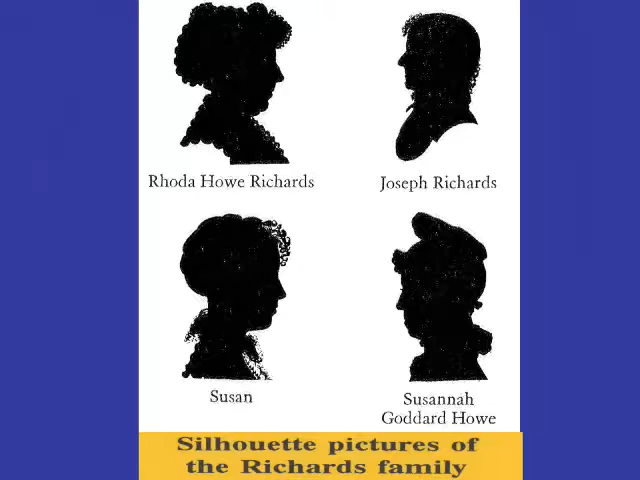 Rhoda Howe Richards
Joseph Richards
Susan
Susannah
Goddard Howe
Silhouette pictures of
the Richards family